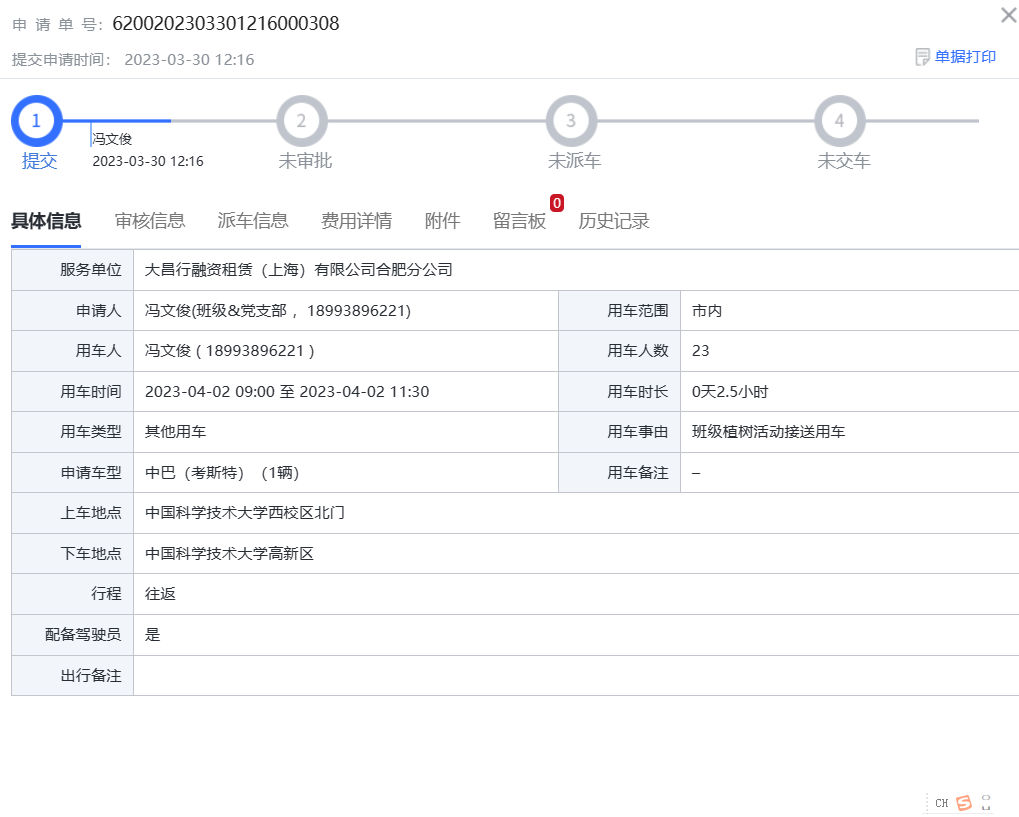 申 请 单 号: 6200202303301216000308
提交申请时间: 2023-03-30 12:16
单据打印
1 2 3 4
冯文俊
2023-03-30 12:16
提交 未审批 未派车 未交车
具体信息 审核信息 派车信息 费用详情 附件 留言板 0 历史记录
服务单位 大昌行融资租赁（上海）有限公司合肥分公司
申请人 冯文俊(班级&党支部 ，18993896221) 用车范围 市内
用车人 冯文俊 ( 18993896221 ) 用车人数 23
用车时间 2023-04-02 09:00 至 2023-04-02 11:30 用车时长 0天2.5小时
用车类型 其他用车 用车事由 班级植树活动接送用车
申请车型 中巴（考斯特）（1辆） 用车备注 –
上车地点 中国科学技术大学西校区北门
下车地点 中国科学技术大学高新区
行程 往返
配备驾驶员 是
出行备注
CH S